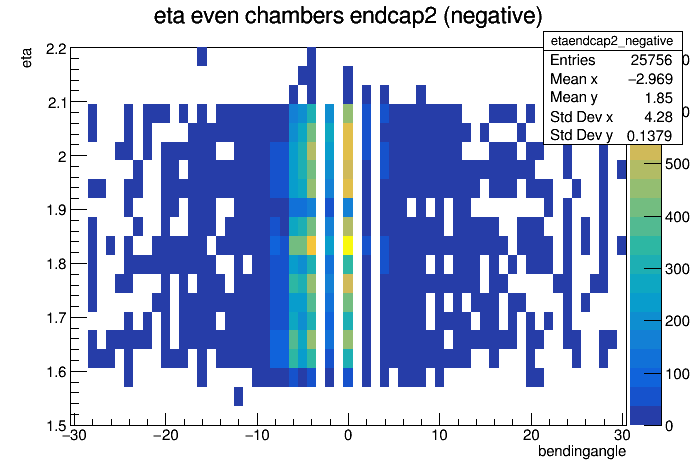 eta even chambers endcap2 (negative)
etaendcap2_negative
Entries 25756
Mean x −2.969
Mean y 1.85
Std Dev x 4.28
Std Dev y 0.1379
eta
2.2
2.1
2
1.9
1.8
1.7
1.6
1.5
−30 −20 −10 0 10 20 30
bendingangle
0
0
500
400
300
200
100
0